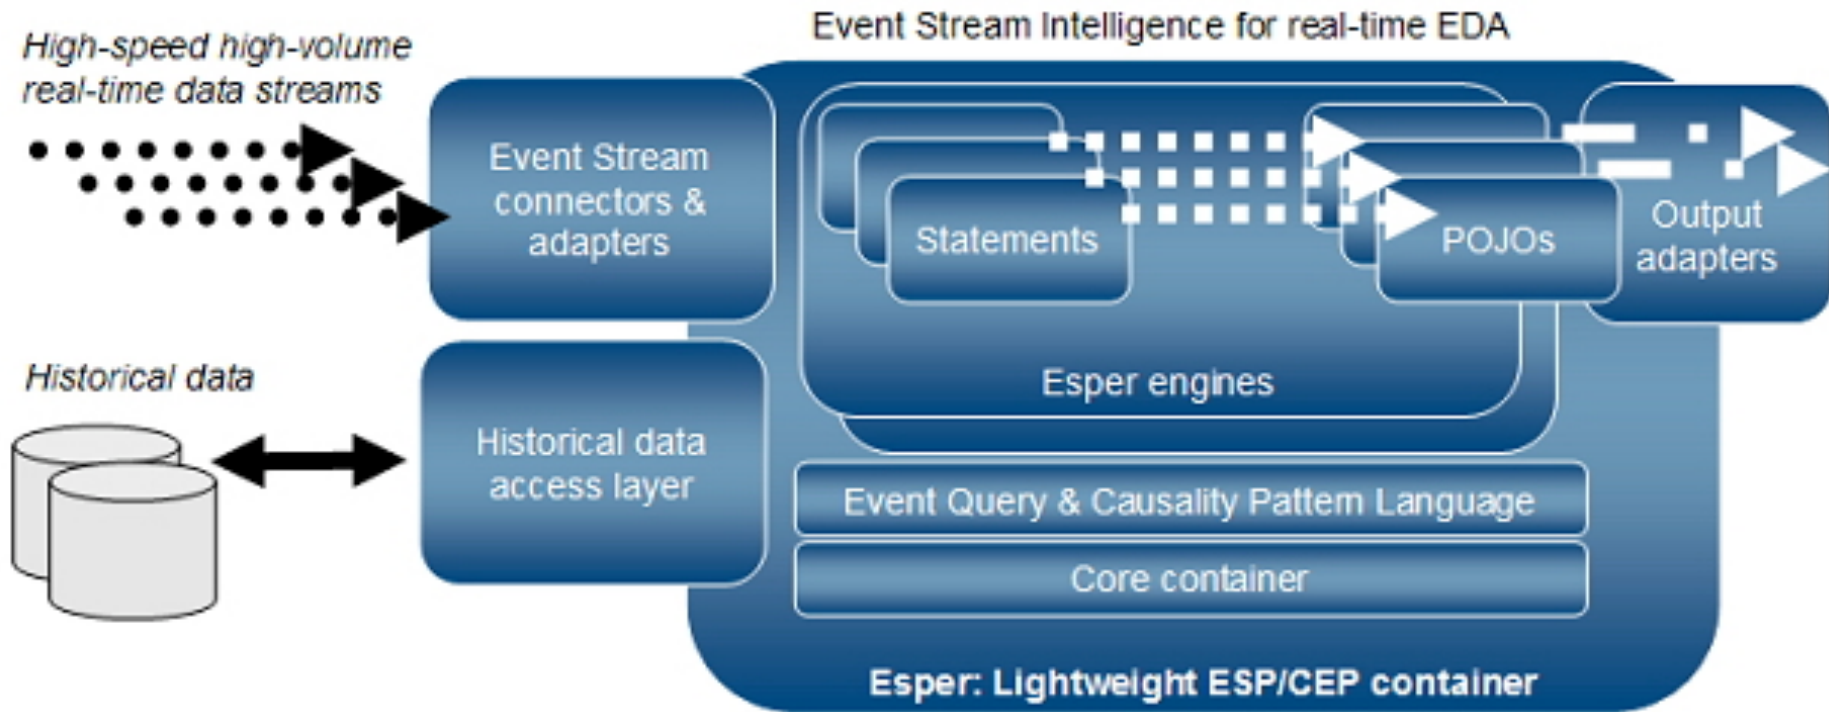 Event Stream Intelligence for real-time EDA
High-speed high-volume
real-time data streams
Event Stream
connectors &
adapters
Statements
POJOs
Output
adapters
Esper engines
Historical data
Historical data
access layer
Event Query & Causality Pattern Language
Core container
Esper: Lightweight ESP/CEP container